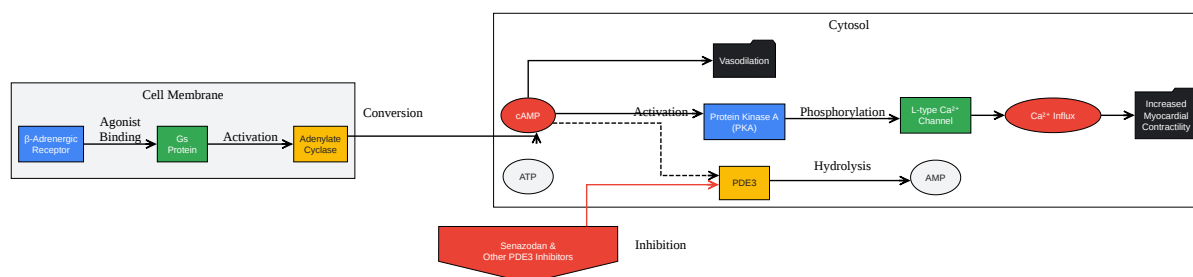 Cytosol
Vasodilation
Cell Membrane
Conversion
β-Adrenergic
Receptor
Agonist
Binding
Gs
Protein
Activation
Adenylate
Cyclase
cAMP
Activation
Protein Kinase A
(PKA)
Phosphorylation
L-type Ca²⁺
Channel
Ca²⁺ Influx
Increased
Myocardial
Contractility
ATP
PDE3
Hydrolysis
AMP
Senazodan &
Other PDE3 Inhibitors
Inhibition